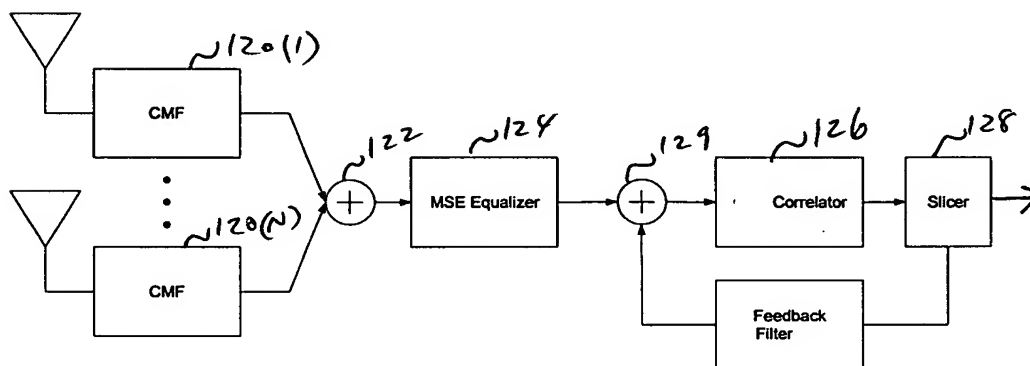 120(1)
CMF
122
124
129
126
128
MSE Equalizer
Correlator
Slicer
120(N)
CMF
Feedback
Filter